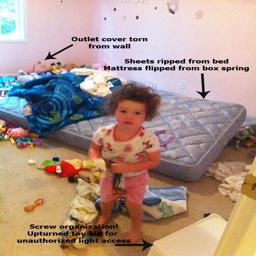 Outlet cover torn
from wall
Sheets ripped from bed
Mattress flipped from box spring
Screw organization!
Upturned toy bin for
unauthorized light access